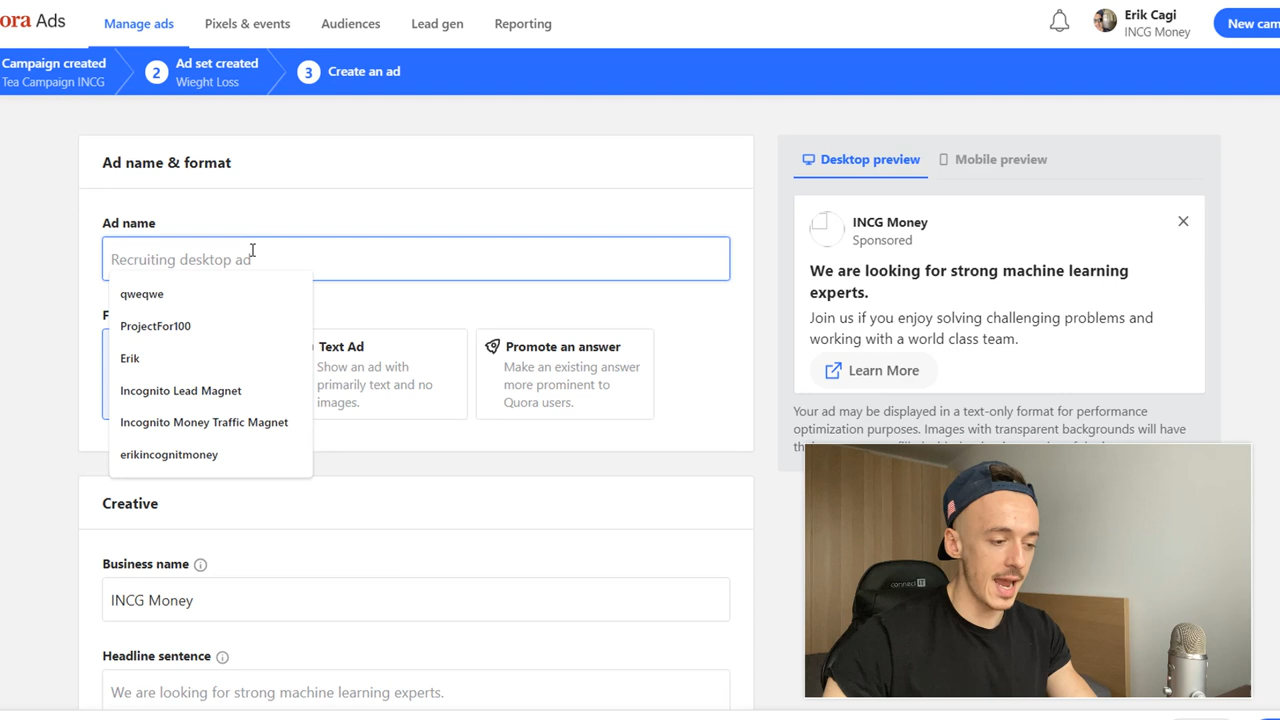 ora Ads
Manage ads
Pixels & events
Audiences
Lead gen
Reporting
Erik Cagi
INCG Money
New cam
Campaign created
Tea Campaign INCG
2
Ad set created
Wieght Loss
3
Create an ad
Ad name & format
Ad name
Recruiting desktop ad
qweqwe
ProjectFor100
Erik
Incognito Lead Magnet
Incognito Money Traffic Magnet
erikincognitmoney
F
Text Ad
Show an ad with
primarily text and no
images.
Promote an answer
Make an existing answer
more prominent to
Quora users.
Creative
Business name
INCG Money
Headline sentence
We are looking for strong machine learning experts.
Desktop preview
Mobile preview
INCG Money
Sponsored
We are looking for strong machine learning
experts.
Join us if you enjoy solving challenging problems and
working with a world class team.
Learn More
Your ad may be displayed in a text-only format for performance
optimization purposes. Images with transparent backgrounds will have
connect IT